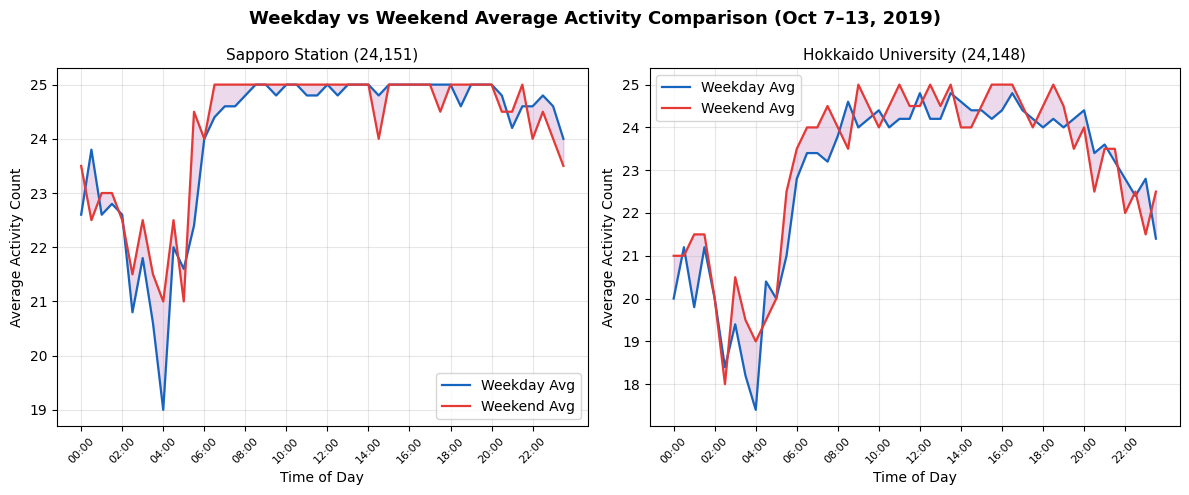 Weekday vs Weekend Average Activity Comparison (Oct 7–13, 2019)
Sapporo Station (24,151)
Average Activity Count
25
24
23
22
21
20
19
Weekday Avg
Weekend Avg
00:00 02:00 04:00 06:00 08:00 10:00 12:00 14:00 16:00 18:00 20:00 22:00
Time of Day
Hokkaido University (24,148)
Weekday Avg
Weekend Avg
Average Activity Count
25
24
23
22
21
20
19
18
00:00 02:00 04:00 06:00 08:00 10:00 12:00 14:00 16:00 18:00 20:00 22:00
Time of Day